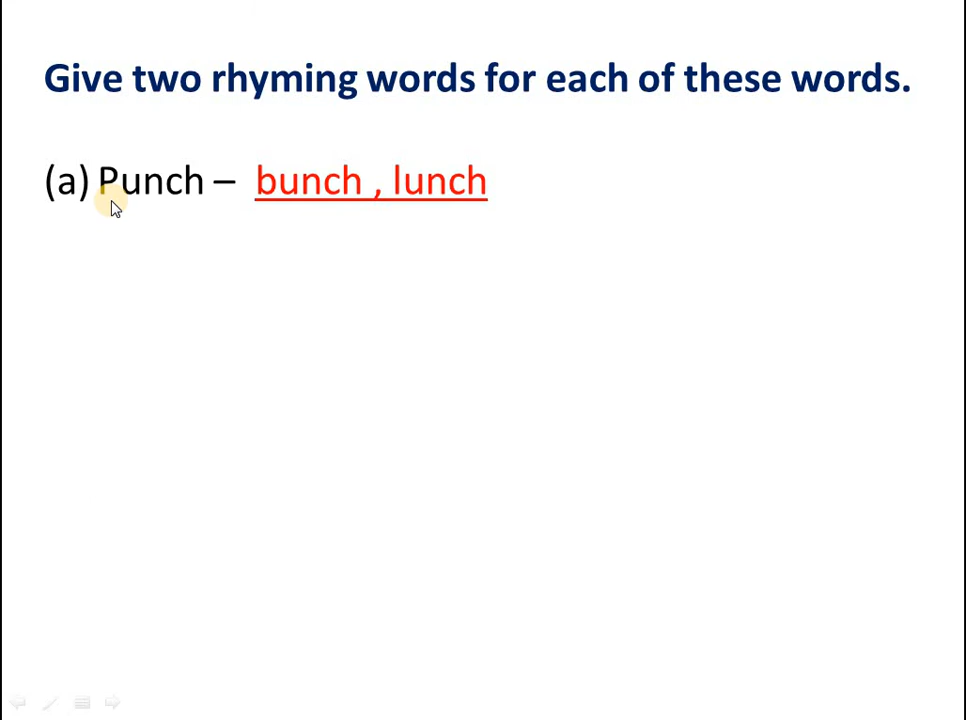 Give two rhyming words for each of these words.
(a) Punch – bunch , lunch